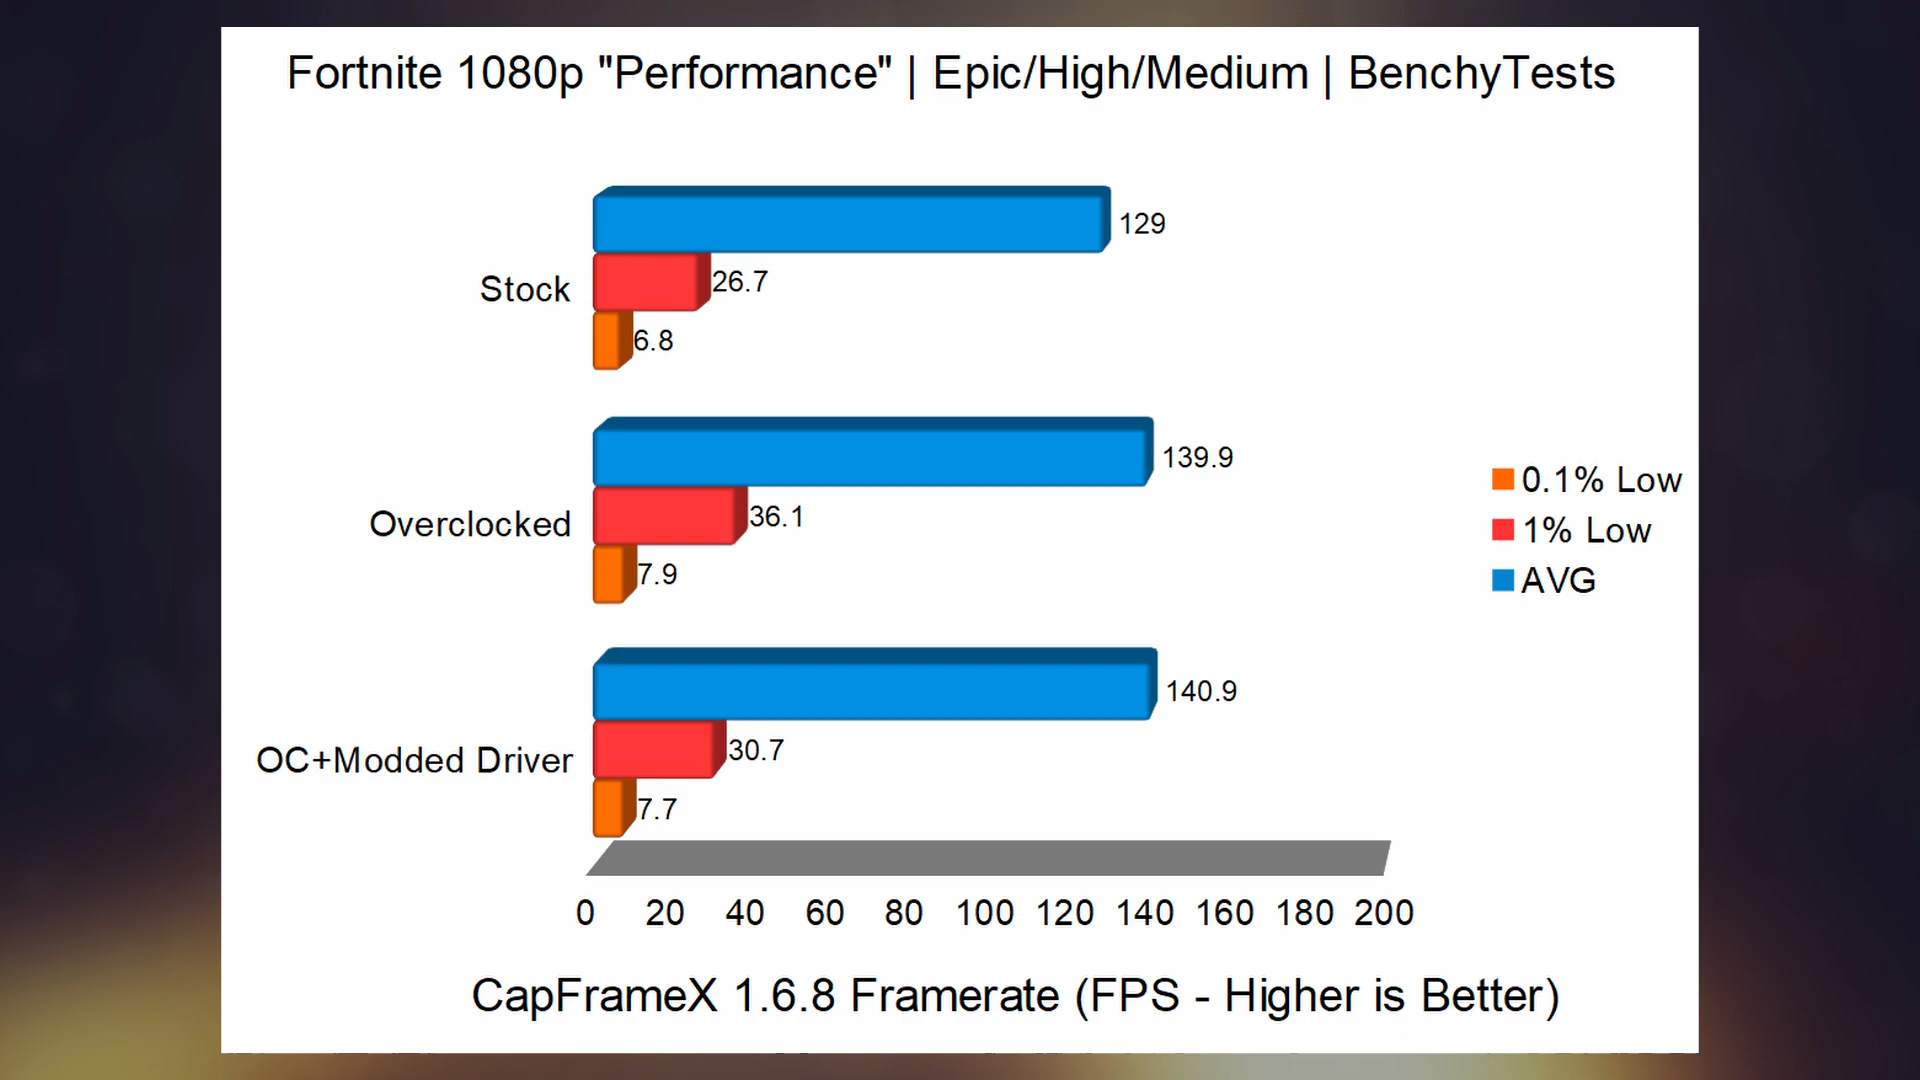 Fortnite 1080p "Performance" | Epic/High/Medium | BenchyTests
129
Stock
26.7
6.8
139.9
Overclocked
36.1
7.9
140.9
OC+Modded Driver
30.7
7.7
0.1% Low
1% Low
AVG
0 20 40 60 80 100 120 140 160 180 200
CapFrameX 1.6.8 Framerate (FPS - Higher is Better)